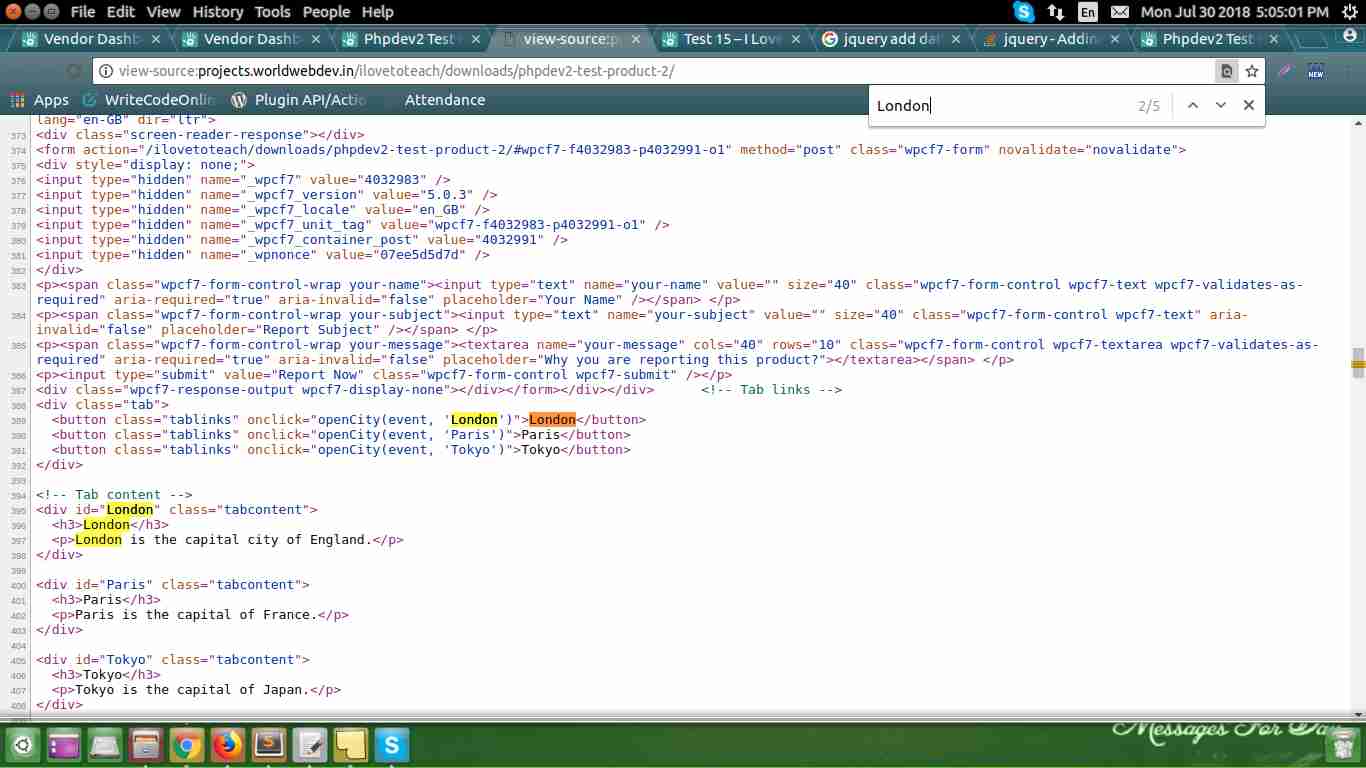 File Edit View History Tools People Help
En
Mon Jul 30 2018 5:05:01 PM
Vendor Dashb
Vendor Dashb
Phpdev2 Test
view-source:p
Test 15 – I Love
jquery add da
jquery - Addin
Phpdev2 Test
view-source:projects.worldwebdev.in/ilovetoteach/downloads/phpdev2-test-product-2/
NEW
Apps WriteCodeOnlin Plugin API/Actio Attendance
London 2/5
lang="en-GB" dir="ltr">
373 <div class="screen-reader-response"></div>
374 <form action="/ilovetoteach/downloads/phpdev2-test-product-2/#wpcf7-f4032983-p4032991-o1" method="post" class="wpcf7-form" novalidate="novalidate">
375 <div style="display: none;">
376 <input type="hidden" name="_wpcf7" value="4032983" />
377 <input type="hidden" name="_wpcf7_version" value="5.0.3" />
378 <input type="hidden" name="_wpcf7_locale" value="en_GB" />
379 <input type="hidden" name="_wpcf7_unit_tag" value="wpcf7-f4032983-p4032991-o1" />
380 <input type="hidden" name="_wpcf7_container_post" value="4032991" />
381 <input type="hidden" name="_wpnonce" value="07ee5d5d7d" />
382 </div>
383 <p><span class="wpcf7-form-control-wrap your-name"><input type="text" name="your-name" value="" size="40" class="wpcf7-form-control wpcf7-text wpcf7-validates-as-
required" aria-required="true" aria-invalid="false" placeholder="Your Name" /></span> </p>
384 <p><span class="wpcf7-form-control-wrap your-subject"><input type="text" name="your-subject" value="" size="40" class="wpcf7-form-control wpcf7-text" aria-
invalid="false" placeholder="Report Subject" /></span> </p>
385 <p><span class="wpcf7-form-control-wrap your-message"><textarea name="your-message" cols="40" rows="10" class="wpcf7-form-control wpcf7-textarea wpcf7-validates-as-
required" aria-required="true" aria-invalid="false" placeholder="Why you are reporting this product?"></textarea></span> </p>
386 <p><input type="submit" value="Report Now" class="wpcf7-form-control wpcf7-submit" /></p>
387 <div class="wpcf7-response-output wpcf7-display-none"></div></form></div></div> <!-- Tab links -->
388 <div class="tab">
389 <button class="tablinks" onclick="openCity(event, 'London')">London</button>
390 <button class="tablinks" onclick="openCity(event, 'Paris')">Paris</button>
391 <button class="tablinks" onclick="openCity(event, 'Tokyo')">Tokyo</button>
392 </div>
393
394 <!-- Tab content -->
395 <div id="London" class="tabcontent">
396 <h3>London</h3>
397 <p>London is the capital city of England.</p>
398 </div>
399
400 <div id="Paris" class="tabcontent">
401 <h3>Paris</h3>
402 <p>Paris is the capital of France.</p>
403 </div>
404
405 <div id="Tokyo" class="tabcontent">
406 <h3>Tokyo</h3>
407 <p>Tokyo is the capital of Japan.</p>
408 </div>
Messages For Day